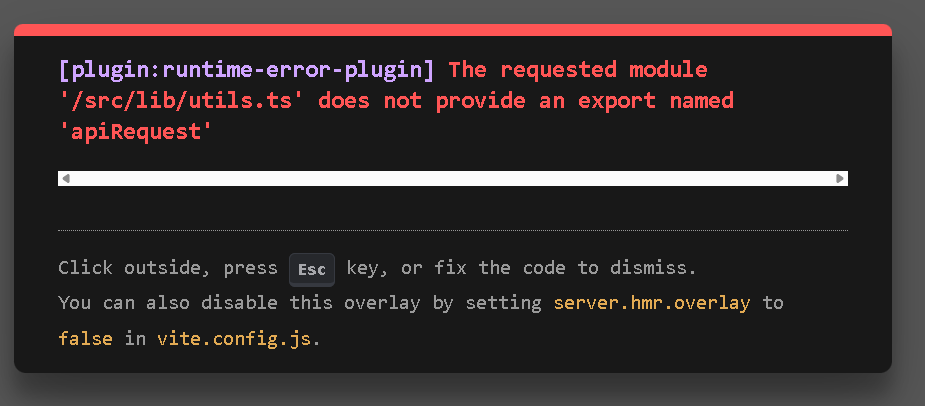 [plugin:runtime-error-plugin] The requested module
'/src/lib/utils.ts' does not provide an export named
'apiRequest'
Click outside, press Esc key, or fix the code to dismiss.
You can also disable this overlay by setting server.hmr.overlay to
false in vite.config.js.